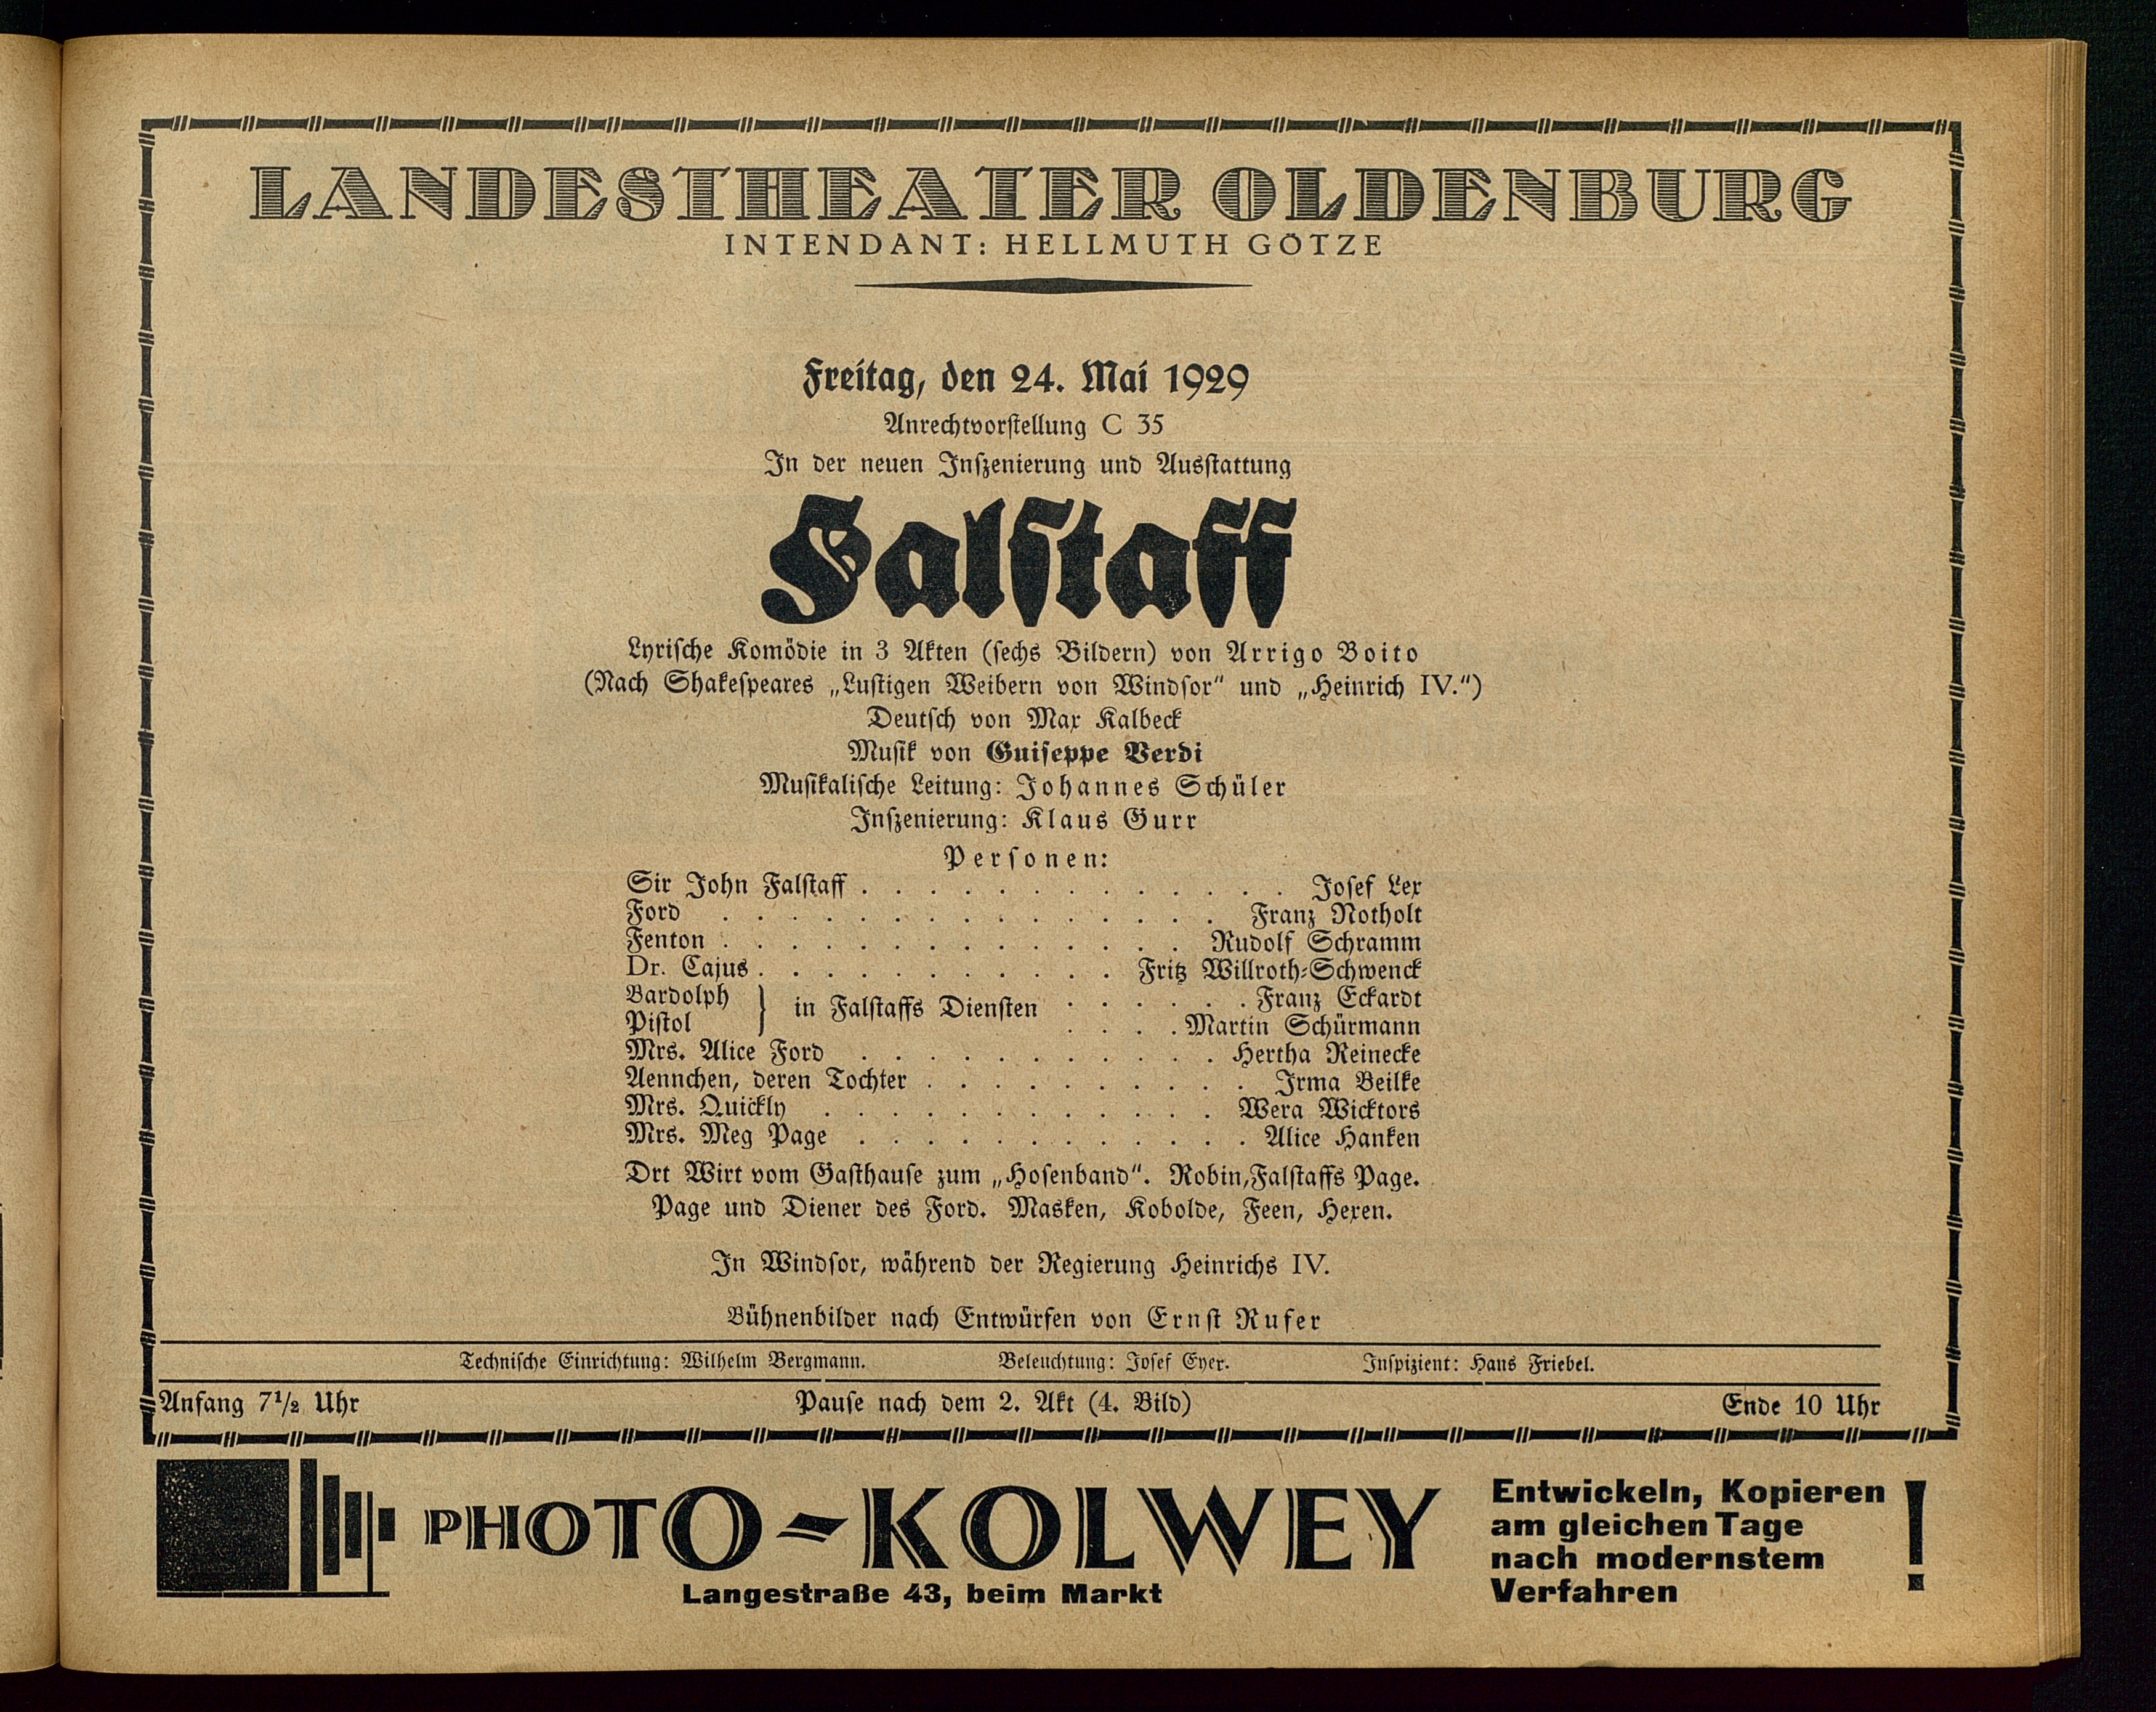 LANDESTHEATER OLDENBURG
INTENDANT: HELLMUTH GÖTZE
Freitag, den 24. Mai 1929
Anrechtvorstellung C 35
In der neuen Inszenierung und Ausstattung
Falstaff
Lyrische Komödie in 3 Akten (sechs Bildern) von Arrigo Boito
(Nach Shakespeares „Lustigen Weibern von Windsor“ und „Heinrich IV.“)
Deutsch von Max Kalbeck
Musik von Guiseppe Verdi
Musikalische Leitung: Johannes Schüler
Inszenierung: Klaus Gurr
Personen:
Sir John Falstaff . . . . . . . . . . . . . Josef Lex
Ford . . . . . . . . . . . . . . . Franz Notholt
Fenton . . . . . . . . . . . . . . Rudolf Schramm
Dr. Cajus . . . . . . . . . . . Fritz Willroth-Schwenck
Bardolph } in Falstaffs Diensten . . . . . . Franz Eckardt
Pistol . . . . Martin Schürmann
Mrs. Alice Ford . . . . . . . . . . . Hertha Reinecke
Aennchen, deren Tochter . . . . . . . . . . Irma Beilke
Mrs. Quickly . . . . . . . . . . . . Wera Wicktors
Mrs. Meg Page . . . . . . . . . . . . Alice Hanken
Drt Wirt vom Gasthause zum „Hosenband“. Robin, Falstaffs Page.
Page und Diener des Ford. Masken, Kobolde, Feen, Hexen.
In Windsor, während der Regierung Heinrichs IV.
Bühnenbilder nach Entwürfen von Ernst Rufer
Technische Einrichtung: Wilhelm Bergmann. Beleuchtung: Josef Eyer. Inspizient: Hans Friebel.
Anfang 7½ Uhr Pause nach dem 2. Akt (4. Bild) Ende 10 Uhr
PHOTO-KOLWEY
Langestraße 43, beim Markt
Entwickeln, Kopieren
am gleichen Tage
nach modernstem
Verfahren !